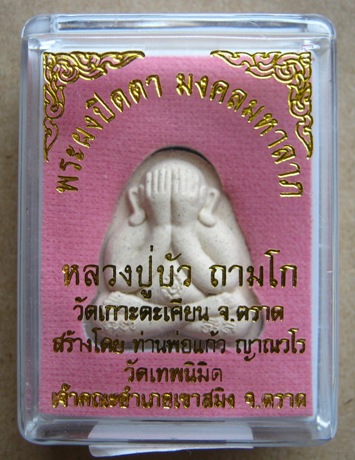 พระผงปิดตา มงคลมหาลาภ
หลวงปู่บัว ถามโก
วัดเกาะตะเคียน จ.ตราด
สร้างโดย ท่านพ่อแก้ว ญาณวโร
วัดเทพนิมิต
เจ้าคณะอำเภอเขาสมิง จ.ตราด